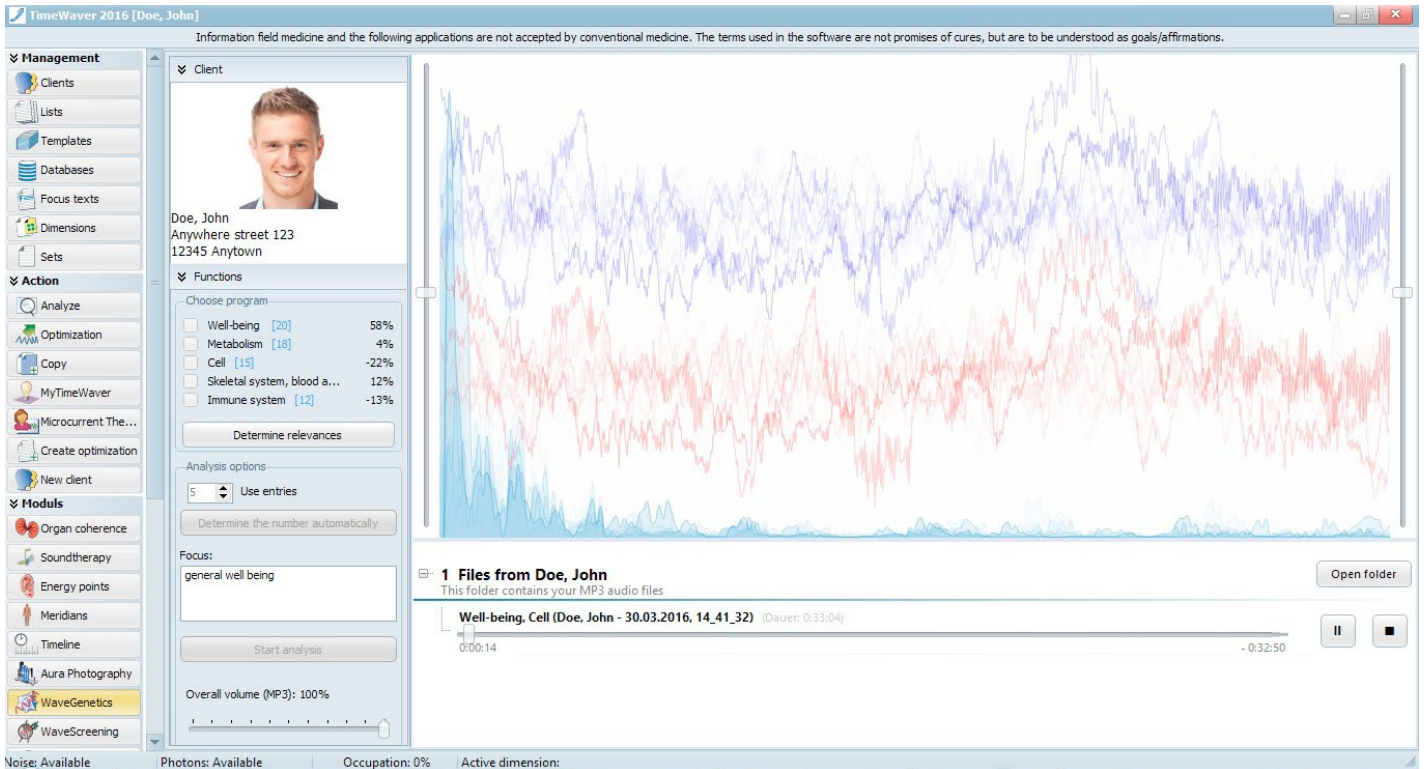 TimeWaver 2016 [Doe, John]
Information field medicine and the following applications are not accepted by conventional medicine. The terms used in the software are not promises of cures, but are to be understood as goals/affirmations.
Management
Clients
Lists
Templates
Databases
Focus texts
Dimensions
Sets
Action
Analyze
Optimization
Copy
MyTimeWaver
Microcurrent The...
Create optimization
New client
Moduls
Organ coherence
Soundtherapy
Energy points
Meridians
Timeline
Aura Photography
WaveGenetics
WaveScreening
Client
Doe, John
Anywhere street 123
12345 Anytown
Functions
Choose program
Well-being [20] 58%
Metabolism [18] 4%
Cell [15] -22%
Skeletal system, blood a... 12%
Immune system [12] -13%
Determine relevances
Analysis options
5 Use entries
Determine the number automatically
Focus:
general well being
Start analysis
Overall volume (MP3): 100%
1 Files from Doe, John
Open folder
This folder contains your MP3 audio files
Well-being, Cell (Doe, John - 30.03.2016, 14_41_32) (Dauer: 0:33:04)
0:00:14 - 0:32:50
Noise: Available Photons: Available Occupation: 0% Active dimension: